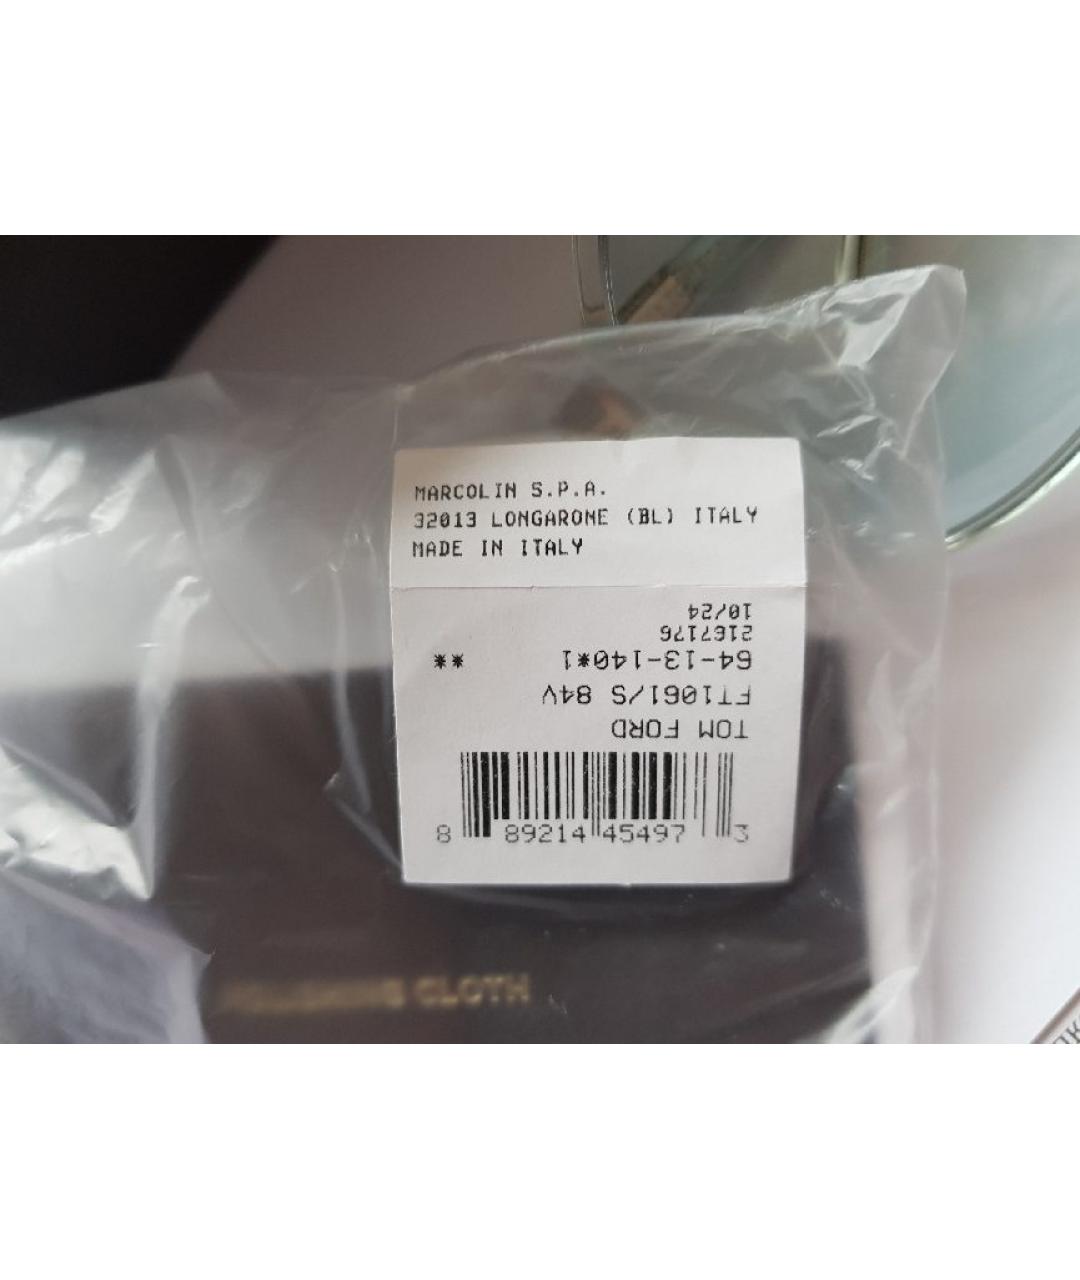 MARCOLIN S.P.A.
32013 LONGARONE (BL) ITALY
MADE IN ITALY
8 89214 45497 3
TOM FORD
FT1061/S 84V
64-13-140*1 **
2167176
10/24
POLISHING CLOTH